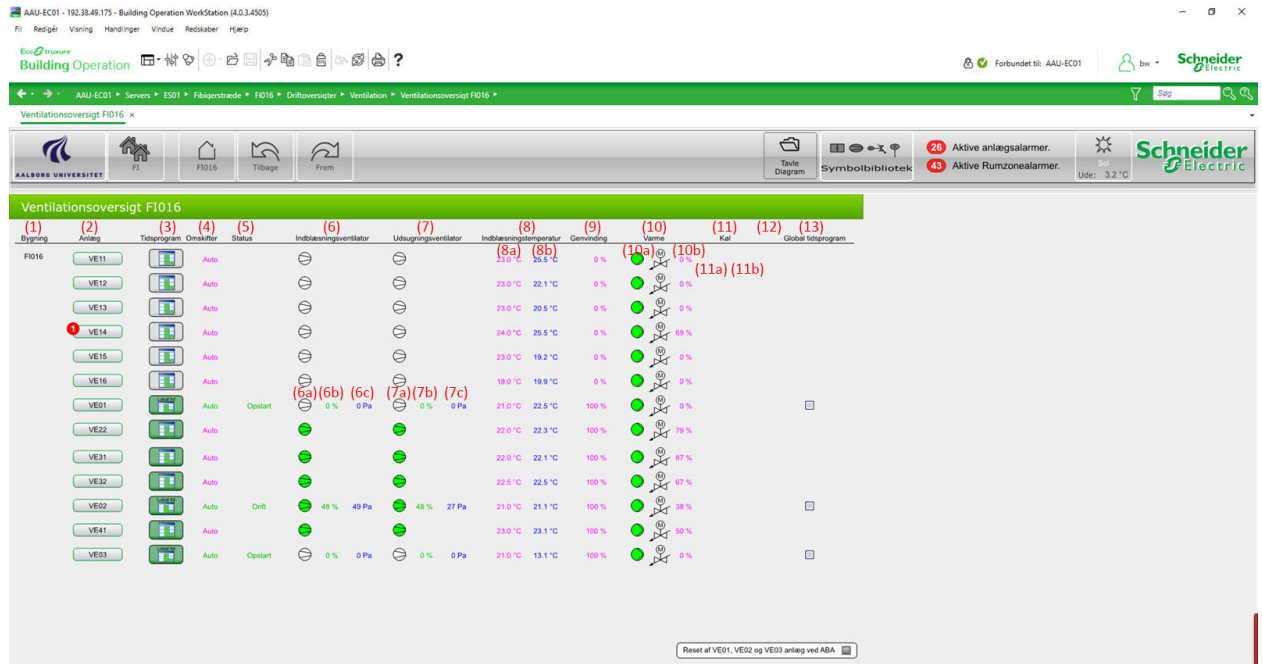 AAU-EC01 - 192.38.49.175 - Building Operation WorkStation (4.0.3.4505)
Fil Redigér Visning Handlinger Vindue Redskaber Hjælp
EcoStruxure
Building Operation
?
Forbundet til: AAU-EC01
bw
Schneider Electric
AAU-EC01 Servers ES01 Fibigerstræde FI016 Driftoversigter Ventilation Ventilationsoversigt FI016
Søg
Ventilationsoversigt FI016 ×
AALBORG UNIVERSITET
FI
FI016
Tilbage
Frem
Tavle Diagram
Symbolbibliotek
26 Aktive anlægsalarmer.
43 Aktive Rumzonealarmer.
Sol
Ude: 3.2 °C
Schneider Electric
Ventilationsoversigt FI016
(1) (2) (3) (4) (5) (6) (7) (8) (9) (10) (11) (12) (13)
Bygning Anlæg Tidsprogram Omskifter Status Indblæsningsventilator Udsugningsventilator Indblæsningstemperatur Genvinding Varme Køl Global tidsprogram
(8a) (8b) (10a) (10b)
FI016 VE11 Auto 23.0 °C 25.5 °C 0 % M 0 %
(11a) (11b)
VE12 Auto 23.0 °C 22.1 °C 0 % M 0 %
VE13 Auto 23.0 °C 20.5 °C 0 % M 0 %
1 VE14 Auto 24.0 °C 25.5 °C 0 % M 69 %
VE15 Auto 23.0 °C 19.2 °C 0 % M 0 %
VE16 Auto 18.0 °C 19.9 °C 0 % M 0 %
(6a) (6b) (6c) (7a) (7b) (7c)
VE01 Auto Opstart 0 % 0 Pa 0 % 0 Pa 21.0 °C 22.5 °C 100 % M 0 %
VE22 Auto 22.0 °C 22.3 °C 100 % M 79 %
VE31 Auto 22.0 °C 22.1 °C 100 % M 87 %
VE32 Auto 22.5 °C 22.5 °C 100 % M 67 %
VE02 Auto Drift 48 % 49 Pa 48 % 27 Pa 21.0 °C 21.1 °C 100 % M 38 %
VE41 Auto 23.0 °C 23.1 °C 100 % M 50 %
VE03 Auto Opstart 0 % 0 Pa 0 % 0 Pa 21.0 °C 13.1 °C 100 % M 0 %
Reset af VE01, VE02 og VE03 anlæg ved ABA